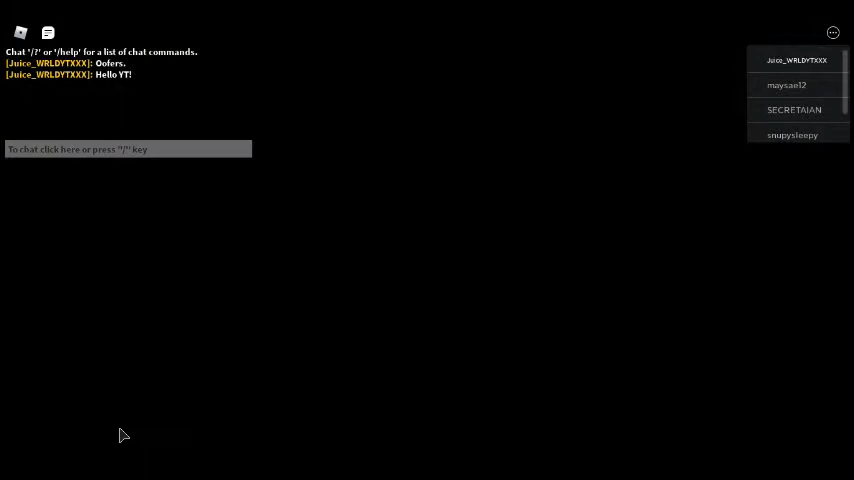 Chat '/?' or '/help' for a list of chat commands.
[Juice_WRLDYTXXX]: Oofers.
[Juice_WRLDYTXXX]: Hello YT!
To chat click here or press "/" key
Juice_WRLDYTXXX
maysae12
SECRETAIAN
snupysleepy